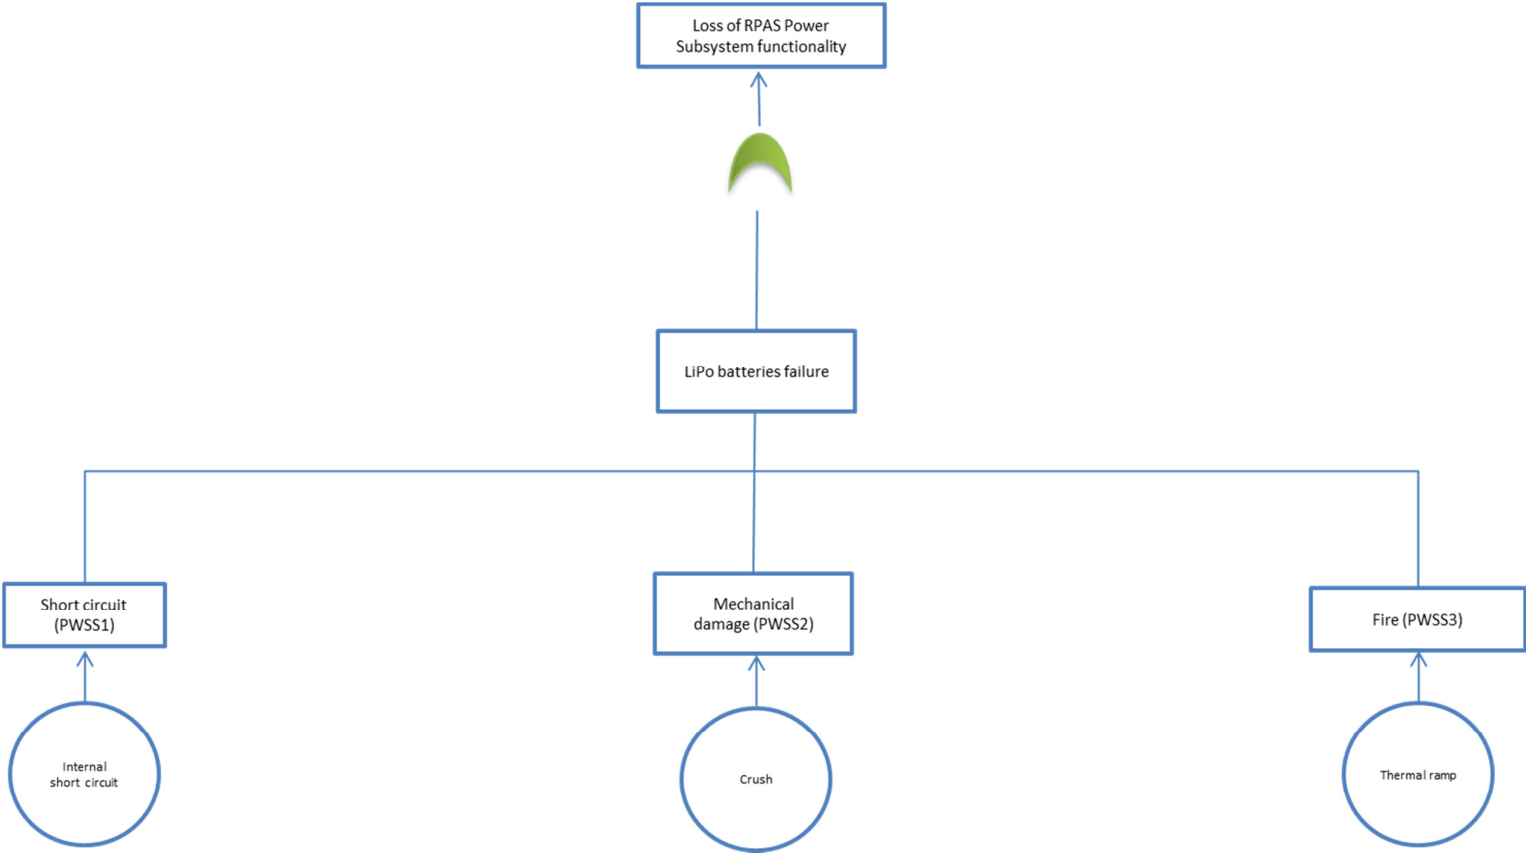 Loss of RPAS Power
Subsystem functionality
LiPo batteries failure
Short circuit
(PWSS1)
Mechanical
damage (PWSS2)
Fire (PWSS3)
Internal
short circuit
Crush
Thermal ramp